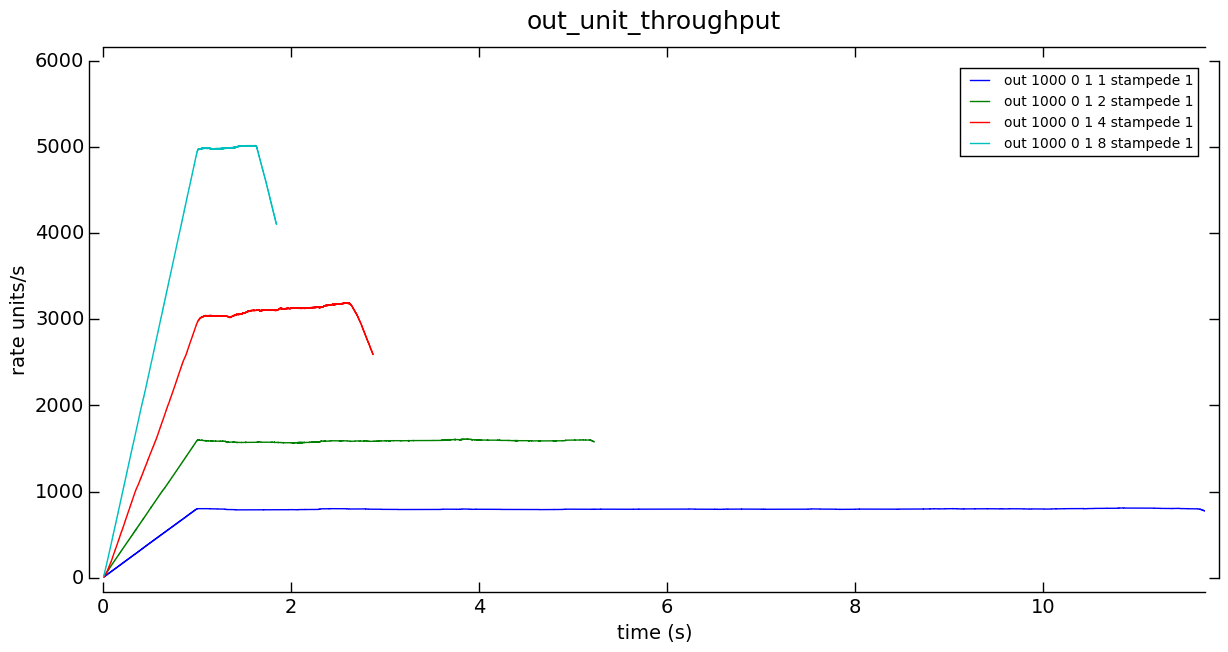 out_unit_throughput
6000
5000
4000
3000
2000
1000
0
rate units/s
out 1000 0 1 1 stampede 1
out 1000 0 1 2 stampede 1
out 1000 0 1 4 stampede 1
out 1000 0 1 8 stampede 1
0 2 4 6 8 10
time (s)